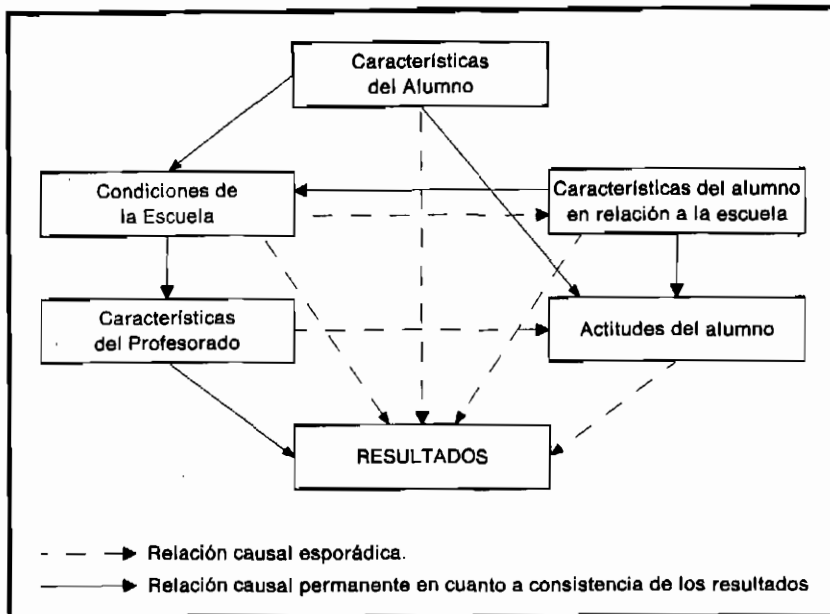 Características
del Alumno
Condiciones de
la Escuela
Características del alumno
en relación a la escuela
Características
del Profesorado
Actitudes del alumno
RESULTADOS
Relación causal esporádica.
Relación causal permanente en cuanto a consistencia de los resultados